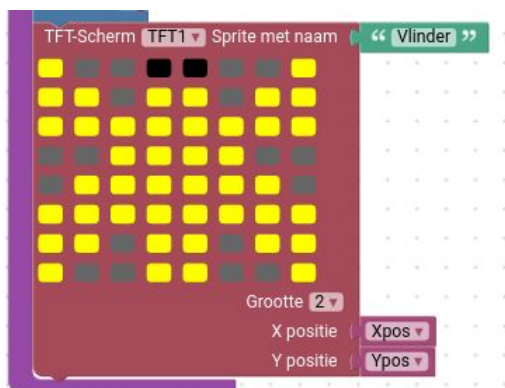 TFT-Scherm TFT1 Sprite met naam “ Vlinder ”
Grootte 2
X positie Xpos
Y positie Ypos